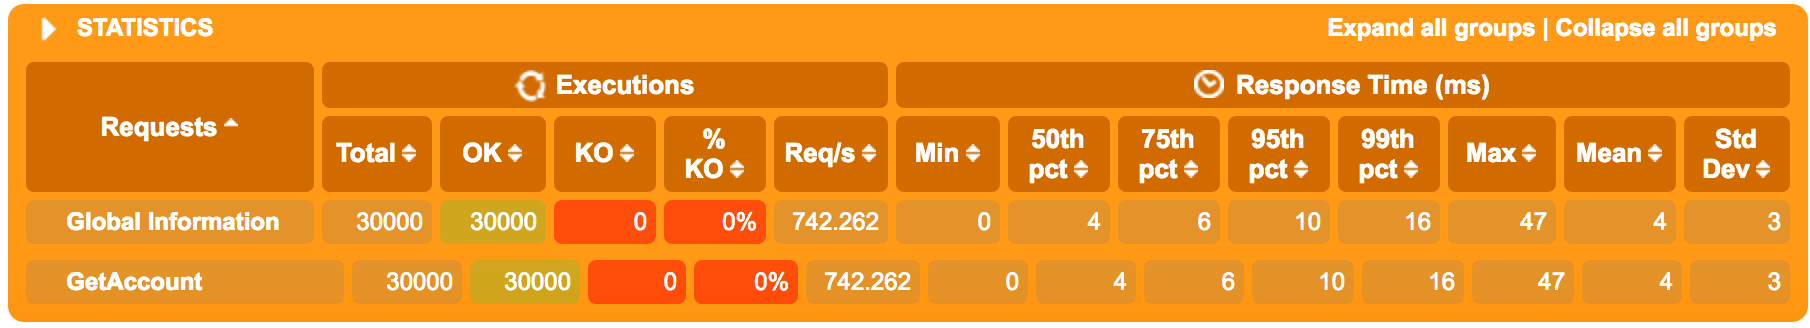 STATISTICS Expand all groups | Collapse all groups
Requests Executions Response Time (ms)
Total OK KO % KO Req/s Min 50th pct 75th pct 95th pct 99th pct Max Mean Std Dev
Global Information 30000 30000 0 0% 742.262 0 4 6 10 16 47 4 3
GetAccount 30000 30000 0 0% 742.262 0 4 6 10 16 47 4 3